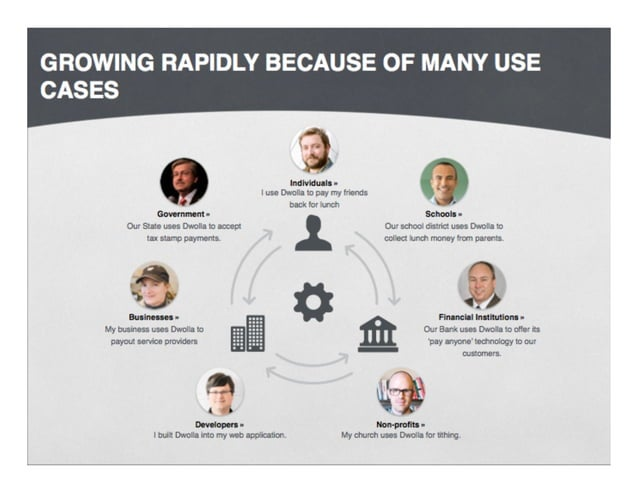 GROWING RAPIDLY BECAUSE OF MANY USE
CASES
Individuals »
I use Dwolla to pay my friends
back for lunch
Government »
Our State uses Dwolla to accept
tax stamp payments.
Schools »
Our school district uses Dwolla to
collect lunch money from parents.
Businesses »
My business uses Dwolla to
payout service providers
Financial Institutions »
Our Bank uses Dwolla to offer its
'pay anyone' technology to our
customers.
Developers »
I built Dwolla into my web application.
Non-profits »
My church uses Dwolla for tithing.